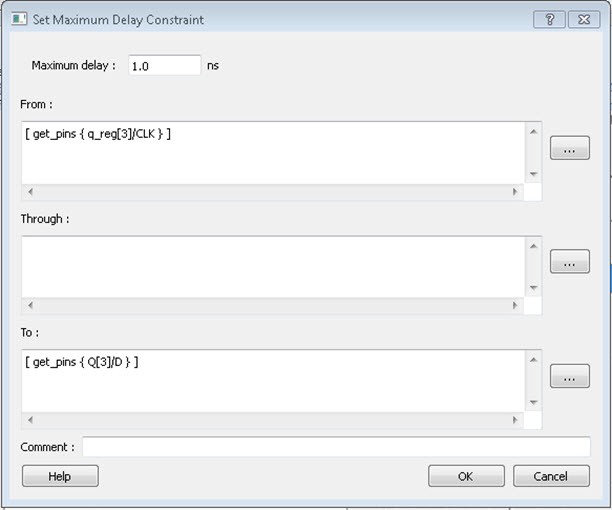 Set Maximum Delay Constraint
Maximum delay : 1.0 ns
From :
[ get_pins { q_reg[3]/CLK } ]
...
Through :
...
To :
[ get_pins { Q[3]/D } ]
...
Comment :
Help OK Cancel